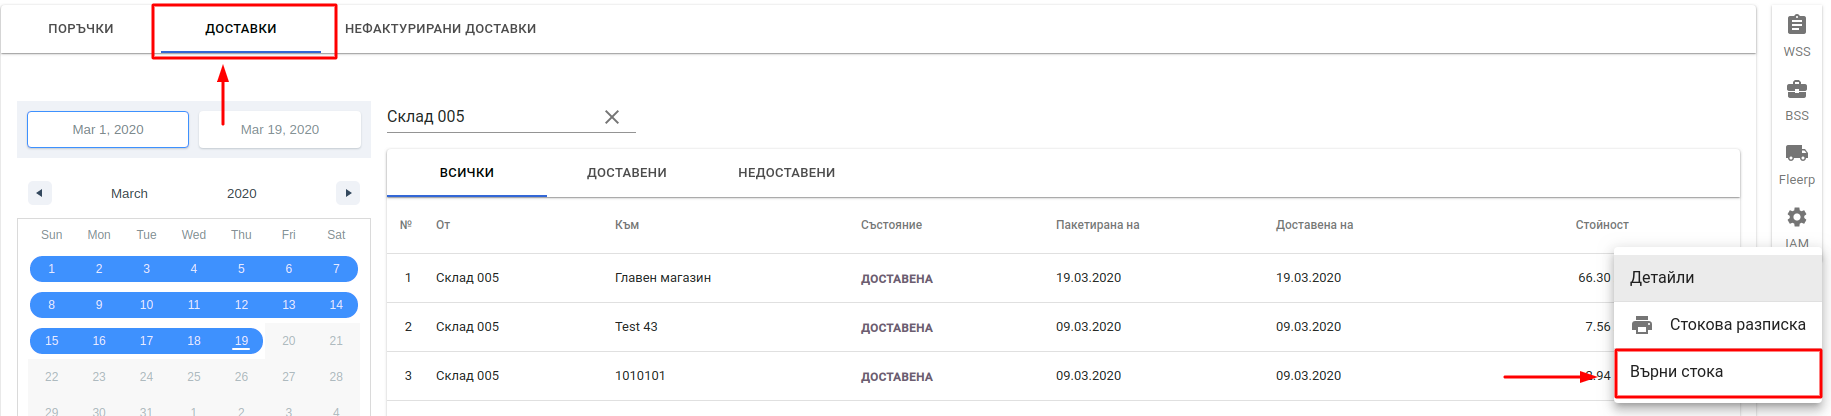 ПОРЪЧКИ ДОСТАВКИ НЕФАКТУРИРАНИ ДОСТАВКИ
WSS
BSS
Fleerp
IAM
Mar 1, 2020 Mar 19, 2020
March 2020
Sun Mon Tue Wed Thu Fri Sat
1 2 3 4 5 6 7
8 9 10 11 12 13 14
15 16 17 18 19 20 21
22 23 24 25 26 27 28
29 30 31 1 2 3 4
Склад 005
ВСИЧКИ ДОСТАВЕНИ НЕДОСТАВЕНИ
№ От Към Състояние Пакетирана на Доставена на Стойност
1 Склад 005 Главен магазин ДОСТАВЕНА 19.03.2020 19.03.2020 66.30
2 Склад 005 Test 43 ДОСТАВЕНА 09.03.2020 09.03.2020 7.56
3 Склад 005 1010101 ДОСТАВЕНА 09.03.2020 09.03.2020
Детайли
Стокова разписка
Върни стока